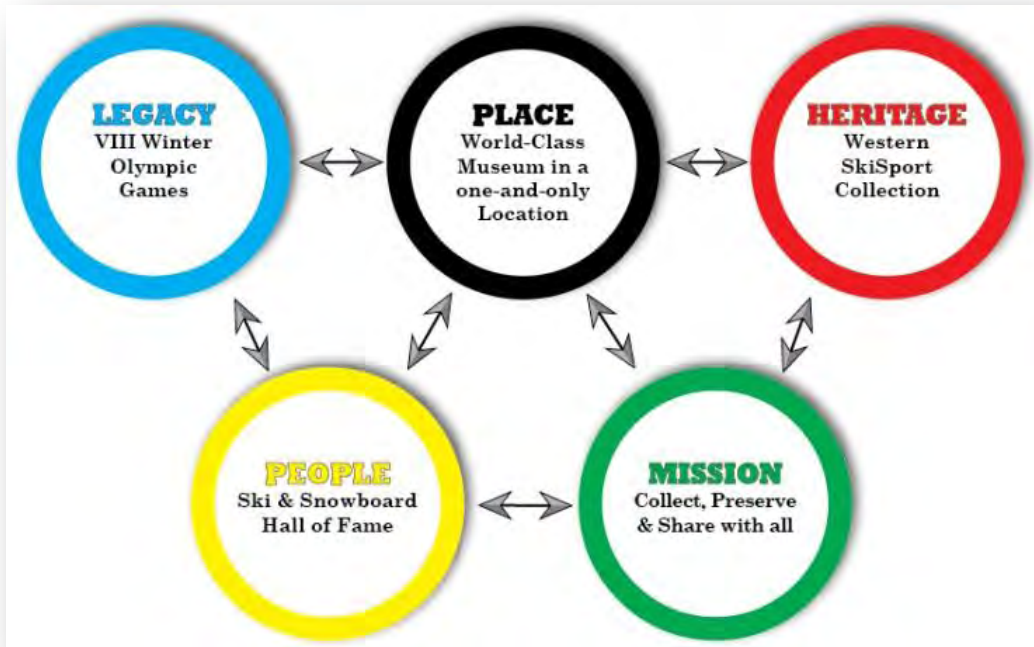 LEGACY
VIII Winter
Olympic
Games
PLACE
World-Class
Museum in a
one-and-only
Location
HERITAGE
Western
SkiSport
Collection
PEOPLE
Ski & Snowboard
Hall of Fame
MISSION
Collect, Preserve
& Share with all